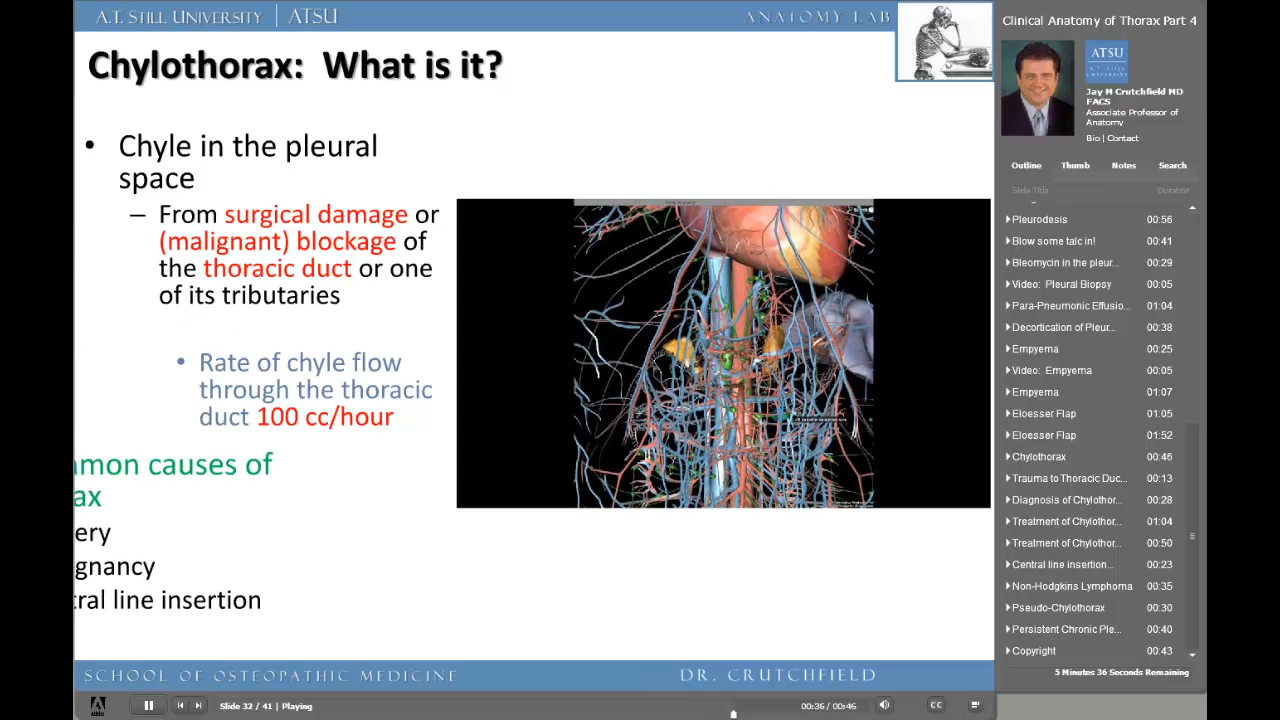 A.T. STILL UNIVERSITY | ATSU
ANATOMY LAB
Chylothorax: What is it?
• Chyle in the pleural
space
– From surgical damage or
(malignant) blockage of
the thoracic duct or one
of its tributaries
• Rate of chyle flow
through the thoracic
duct 100 cc/hour
mmon causes of
ax
ery
gnancy
tral line insertion
SCHOOL OF OSTEOPATHIC MEDICINE
DR. CRUTCHFIELD
Clinical Anatomy of Thorax Part 4
ATSU
Jay M Crutchfield MD
FACS
Associate Professor of
Anatomy
Bio | Contact
Outline Thumb Notes Search
Slide Title Duration
Pleurodesis 00:56
Blow some talc in! 00:41
Bleomycin in the pleur... 00:29
Video: Pleural Biopsy 00:05
Para-Pneumonic Effusio... 01:04
Decortication of Pleur... 00:38
Empyema 00:25
Video: Empyema 00:05
Empyema 01:07
Eloesser Flap 01:05
Eloesser Flap 01:52
Chylothorax 00:46
Trauma to Thoracic Duc... 00:13
Diagnosis of Chylothor... 00:28
Treatment of Chylothor... 01:04
Treatment of Chylothor... 00:50
Central line insertion... 00:23
Non-Hodgkins Lymphoma 00:35
Pseudo-Chylothorax 00:30
Persistent Chronic Ple... 00:40
Copyright 00:43
5 Minutes 36 Seconds Remaining
Adobe
Slide 32 / 41 | Playing
00:36 / 00:46
CC